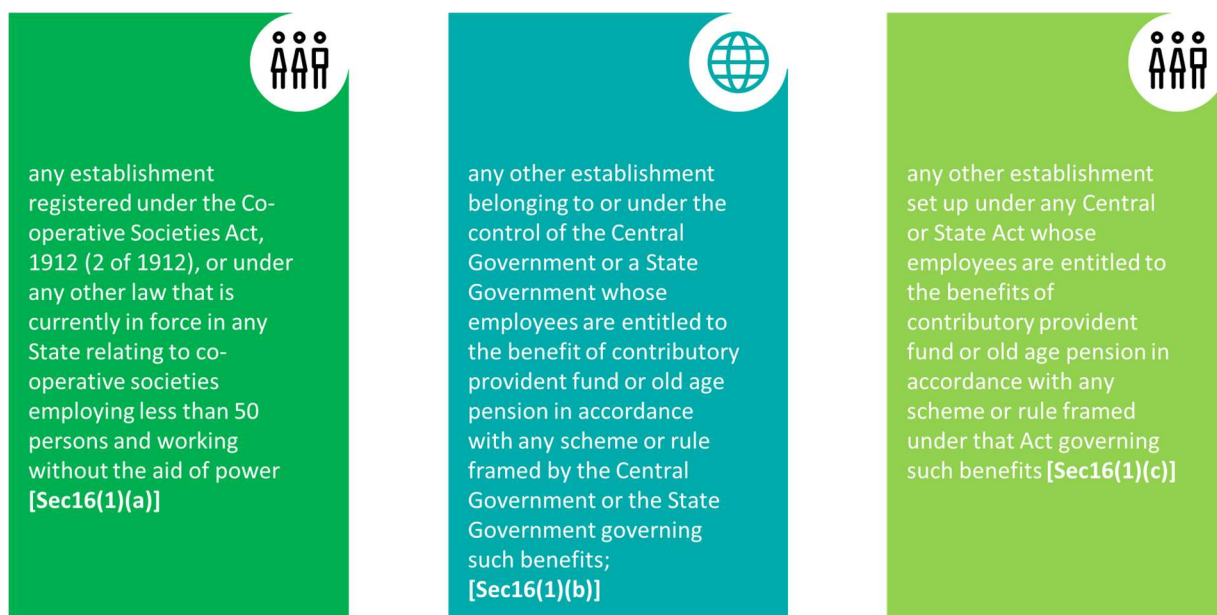 any establishment
registered under the Co-
operative Societies Act,
1912 (2 of 1912), or under
any other law that is
currently in force in any
State relating to co-
operative societies
employing less than 50
persons and working
without the aid of power
[Sec16(1)(a)]
any other establishment
belonging to or under the
control of the Central
Government or a State
Government whose
employees are entitled to
the benefit of contributory
provident fund or old age
pension in accordance
with any scheme or rule
framed by the Central
Government or the State
Government governing
such benefits;
[Sec16(1)(b)]
any other establishment
set up under any Central
or State Act whose
employees are entitled to
the benefits of
contributory provident
fund or old age pension in
accordance with any
scheme or rule framed
under that Act governing
such benefits [Sec16(1)(c)]